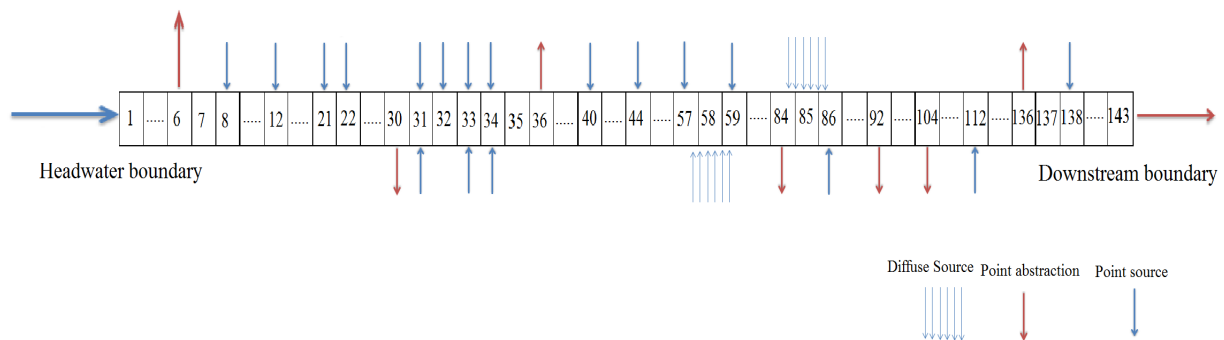 1 ..... 6 7 8 ..... 12 ..... 21 22 ..... 30 31 32 33 34 35 36 ..... 40 ..... 44 ..... 57 58 59 ..... 84 85 86 ..... 92 ..... 104 ..... 112 ..... 136 137 138 ..... 143
Headwater boundary Downstream boundary
Diffuse Source Point abstraction Point source